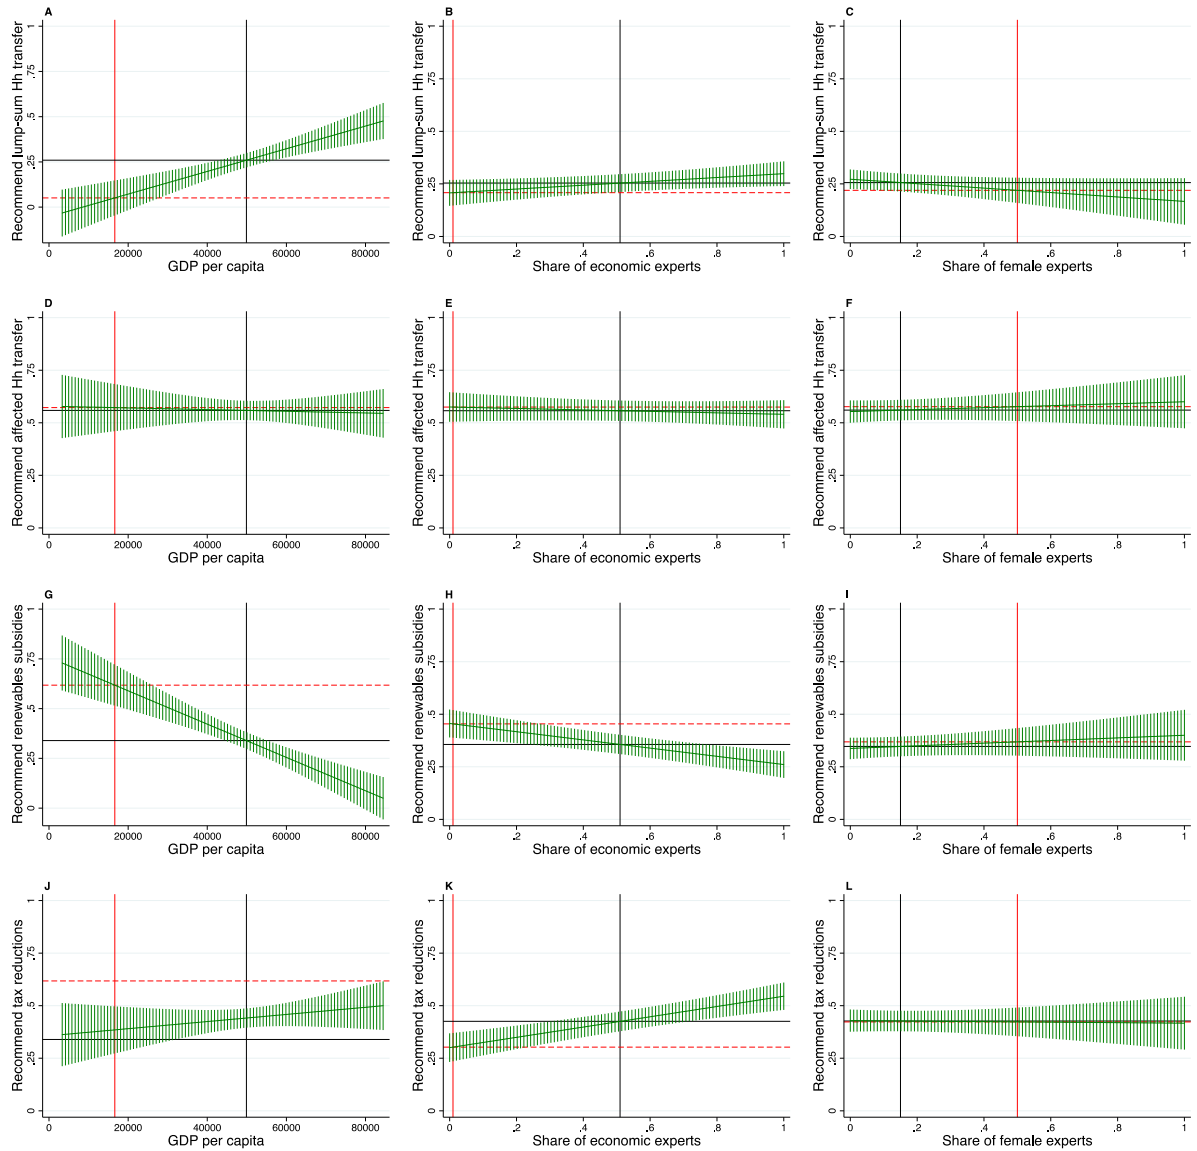 A
Recommend lump-sum Hh transfer
0 .25 .5 .75 1
0 20000 40000 60000 80000
GDP per capita
B
Recommend lump-sum Hh transfer
0 .25 .5 .75 1
0 .2 .4 .6 .8 1
Share of economic experts
C
Recommend lump-sum Hh transfer
0 .25 .5 .75 1
0 .2 .4 .6 .8 1
Share of female experts
D
Recommend affected Hh transfer
0 .25 .5 .75 1
0 20000 40000 60000 80000
GDP per capita
E
Recommend affected Hh transfer
0 .25 .5 .75 1
0 .2 .4 .6 .8 1
Share of economic experts
F
Recommend affected Hh transfer
0 .25 .5 .75 1
0 .2 .4 .6 .8 1
Share of female experts
G
Recommend renewables subsidies
0 .25 .5 .75 1
0 20000 40000 60000 80000
GDP per capita
H
Recommend renewables subsidies
0 .25 .5 .75 1
0 .2 .4 .6 .8 1
Share of economic experts
I
Recommend renewables subsidies
0 .25 .5 .75 1
0 .2 .4 .6 .8 1
Share of female experts
J
Recommend tax reductions
0 .25 .5 .75 1
0 20000 40000 60000 80000
GDP per capita
K
Recommend tax reductions
0 .25 .5 .75 1
0 .2 .4 .6 .8 1
Share of economic experts
L
Recommend tax reductions
0 .25 .5 .75 1
0 .2 .4 .6 .8 1
Share of female experts